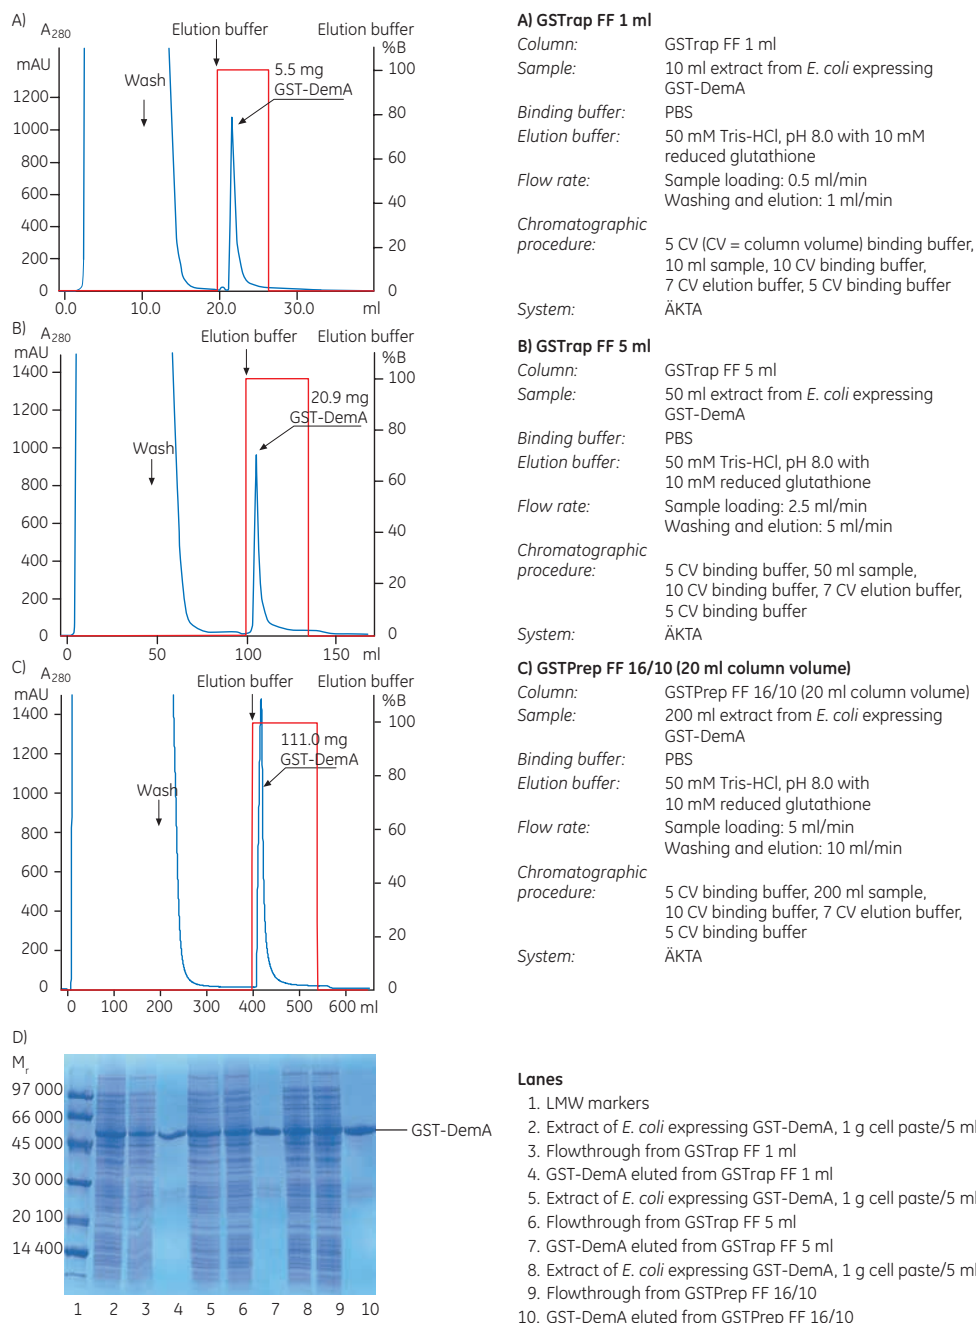 A)
A280
mAU
Elution buffer
Elution buffer
%B
Wash
5.5 mg
GST-DemA
1200
1000
800
600
400
200
0
100
80
60
40
20
0
0.0
10.0
20.0
30.0
ml
A) GSTrap FF 1 ml
Column: GSTrap FF 1 ml
Sample: 10 ml extract from E. coli expressing
GST-DemA
Binding buffer: PBS
Elution buffer: 50 mM Tris-HCl, pH 8.0 with 10 mM
reduced glutathione
Flow rate: Sample loading: 0.5 ml/min
Washing and elution: 1 ml/min
Chromatographic
procedure: 5 CV (CV = column volume) binding buffer,
10 ml sample, 10 CV binding buffer,
7 CV elution buffer, 5 CV binding buffer
System: ÄKTA
B)
A280
mAU
Elution buffer
Elution buffer
%B
Wash
20.9 mg
GST-DemA
1400
1200
1000
800
600
400
200
0
100
80
60
40
20
0
0
50
100
150
ml
B) GSTrap FF 5 ml
Column: GSTrap FF 5 ml
Sample: 50 ml extract from E. coli expressing
GST-DemA
Binding buffer: PBS
Elution buffer: 50 mM Tris-HCl, pH 8.0 with
10 mM reduced glutathione
Flow rate: Sample loading: 2.5 ml/min
Washing and elution: 5 ml/min
Chromatographic
procedure: 5 CV binding buffer, 50 ml sample,
10 CV binding buffer, 7 CV elution buffer,
5 CV binding buffer
System: ÄKTA
C)
A280
mAU
Elution buffer
Elution buffer
%B
Wash
111.0 mg
GST-DemA
1400
1200
1000
800
600
400
200
0
100
80
60
40
20
0
0
100
200
300
400
500
600
ml
C) GSTPrep FF 16/10 (20 ml column volume)
Column: GSTPrep FF 16/10 (20 ml column volume)
Sample: 200 ml extract from E. coli expressing
GST-DemA
Binding buffer: PBS
Elution buffer: 50 mM Tris-HCl, pH 8.0 with
10 mM reduced glutathione
Flow rate: Sample loading: 5 ml/min
Washing and elution: 10 ml/min
Chromatographic
procedure: 5 CV binding buffer, 200 ml sample,
10 CV binding buffer, 7 CV elution buffer,
5 CV binding buffer
System: ÄKTA
D)
Mr
97 000
66 000
45 000
30 000
20 100
14 400
GST-DemA
1 2 3 4 5 6 7 8 9 10
Lanes
1. LMW markers
2. Extract of E. coli expressing GST-DemA, 1 g cell paste/5 ml
3. Flowthrough from GSTrap FF 1 ml
4. GST-DemA eluted from GSTrap FF 1 ml
5. Extract of E. coli expressing GST-DemA, 1 g cell paste/5 ml
6. Flowthrough from GSTrap FF 5 ml
7. GST-DemA eluted from GSTrap FF 5 ml
8. Extract of E. coli expressing GST-DemA, 1 g cell paste/5 ml
9. Flowthrough from GSTPrep FF 16/10
10. GST-DemA eluted from GSTPrep FF 16/10